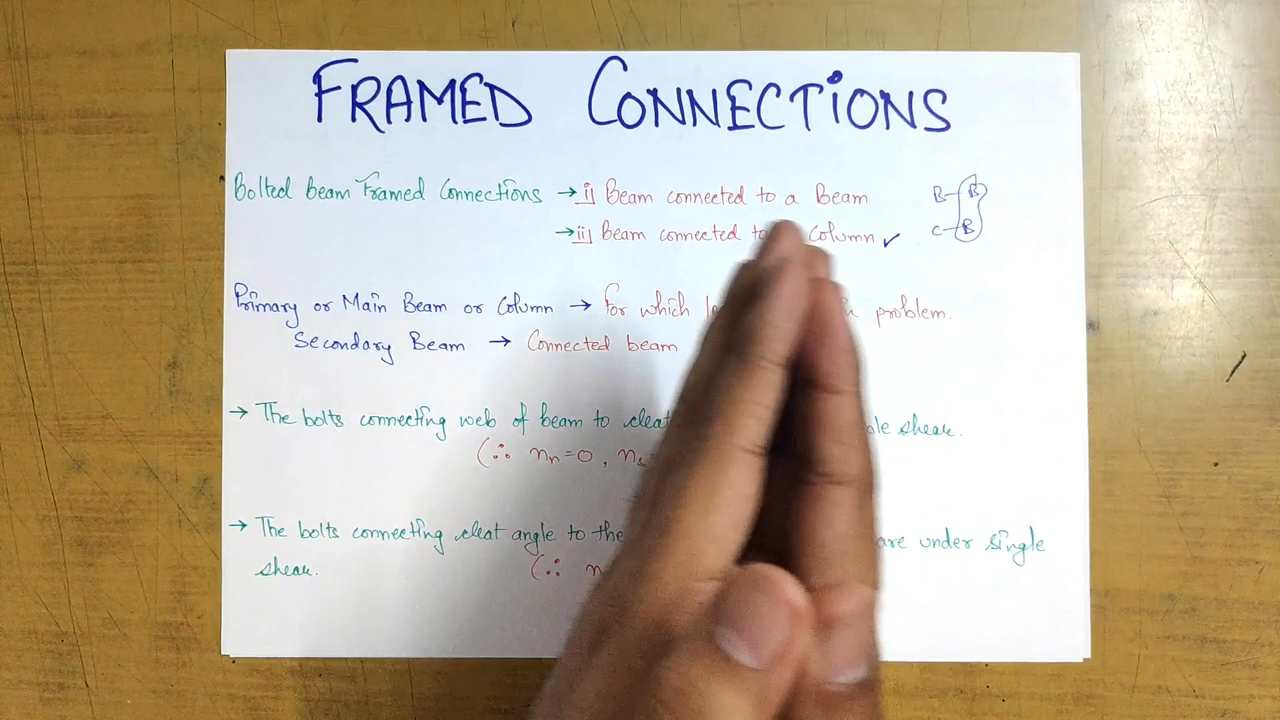 FRAMED CONNECTIONS
Bolted beam Framed Connections → i) Beam connected to a Beam B - B
→ ii) Beam connected to Column ✓ C - B
Primary or Main Beam or Column → For which problem.
Secondary Beam → Connected beam
→ The bolts connecting web of beam to cleat shear.
(∴ nn = 0, ns
→ The bolts connecting cleat angle to the are under single
shear. (∴ n